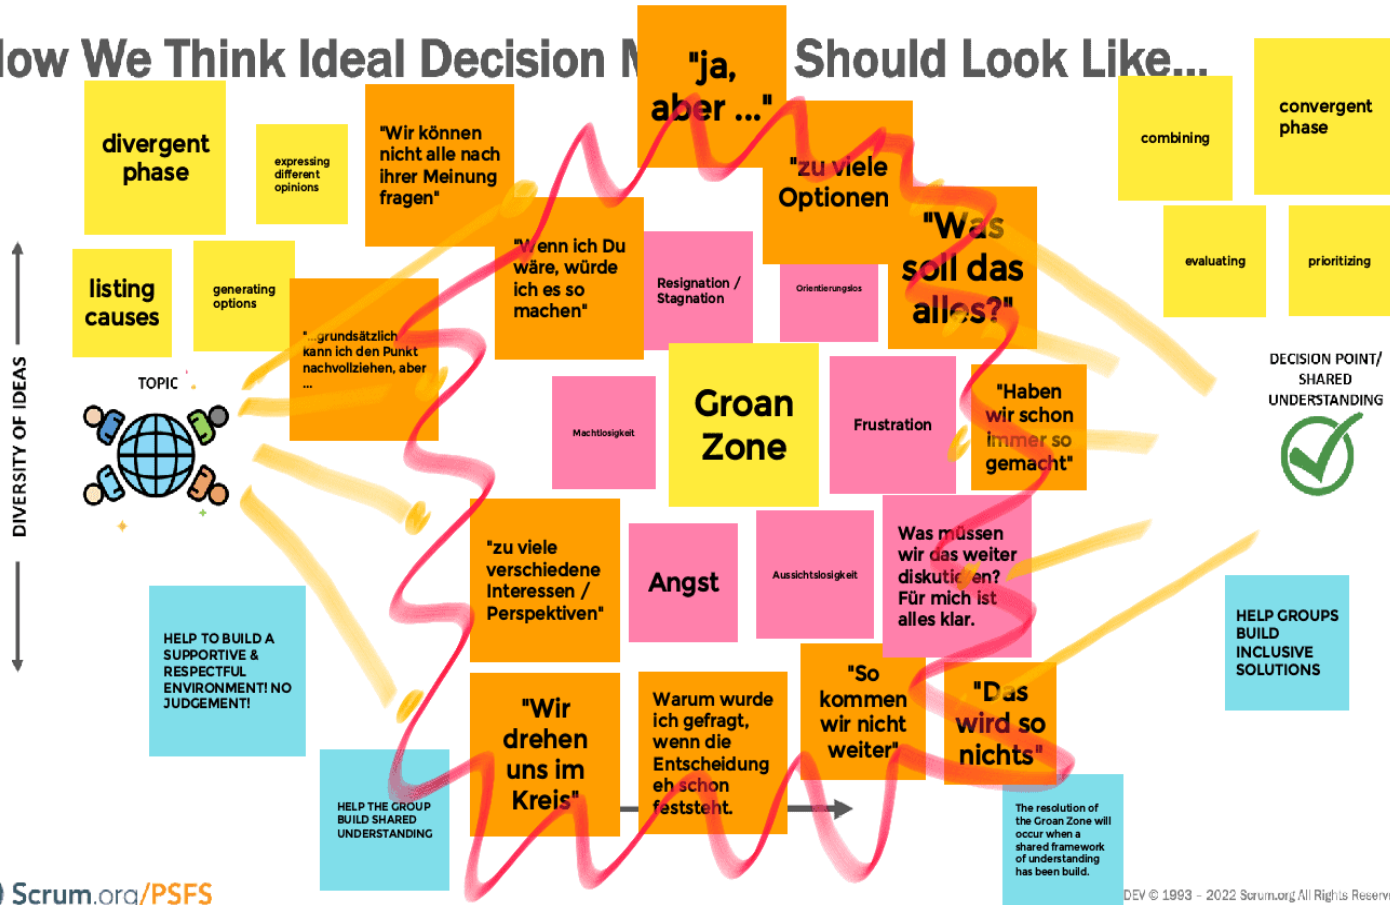 How We Think Ideal Decision M
Should Look Like...
"ja,
aber ..."
divergent
phase
expressing
different
opinions
"Wir können
nicht alle nach
ihrer Meinung
fragen"
"zu viele
Optionen
combining
convergent
phase
listing
causes
generating
options
"Wenn ich Du
wäre, würde
ich es so
machen"
Resignation /
Stagnation
Orientierungslos
"Was
soll das
alles?"
evaluating
prioritizing
"...grundsätzlich
kann ich den Punkt
nachvollziehen, aber
...
DIVERSITY OF IDEAS
TOPIC
Groan
Zone
Machtlosigkeit
Frustration
"Haben
wir schon
immer so
gemacht"
DECISION POINT/
SHARED
UNDERSTANDING
"zu viele
verschiedene
Interessen /
Perspektiven"
Angst
Aussichtslosigkeit
Was müssen
wir das weiter
diskutieren?
Für mich ist
alles klar.
HELP TO BUILD A
SUPPORTIVE &
RESPECTFUL
ENVIRONMENT! NO
JUDGEMENT!
HELP GROUPS
BUILD
INCLUSIVE
SOLUTIONS
"Wir
drehen
uns im
Kreis"
Warum wurde
ich gefragt,
wenn die
Entscheidung
eh schon
feststeht.
"So
kommen
wir nicht
weiter"
"Das
wird so
nichts"
HELP THE GROUP
BUILD SHARED
UNDERSTANDING
The resolution of
the Groan Zone will
occur when a
shared framework
of understanding
has been build.
Scrum.org/PSFS
DEV © 1993 – 2022 Scrum.org All Rights Reserv